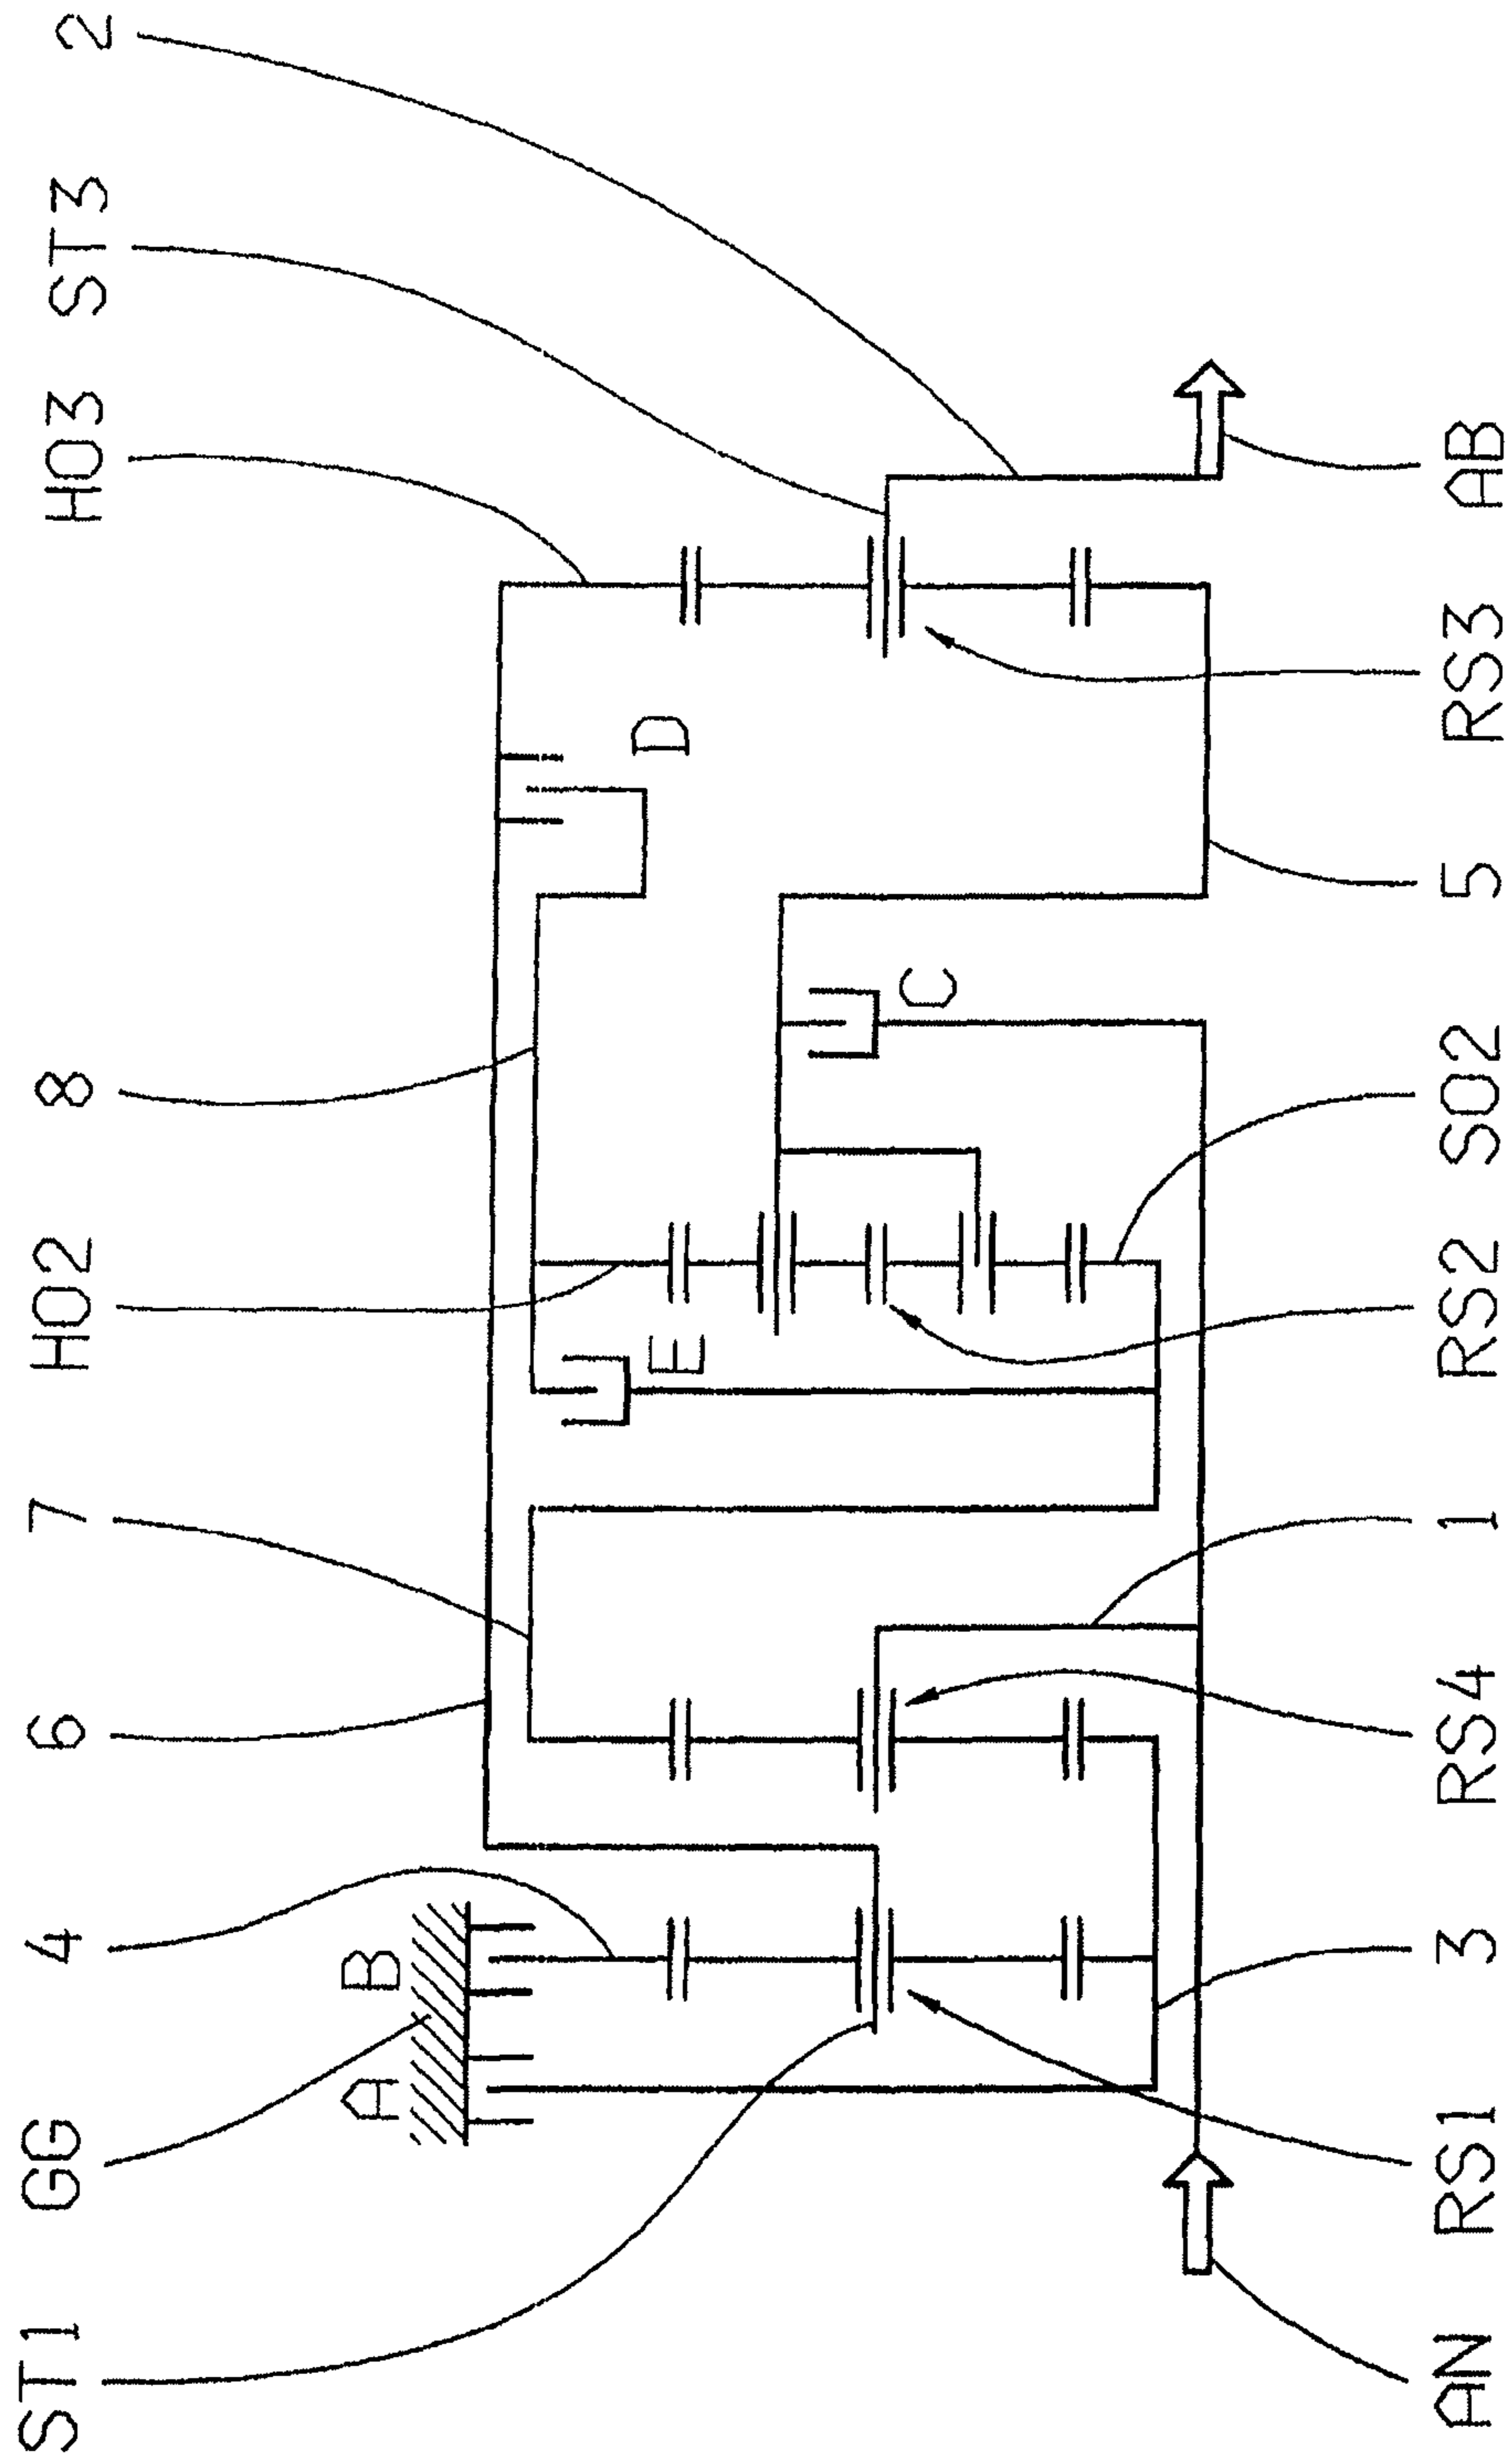 ST1 GG 4 6 7 HO2 8 HO3 ST3 2
A B
E
D
C
AN RS1 3 RS4 1 RS2 SO2 5 RS3 AB